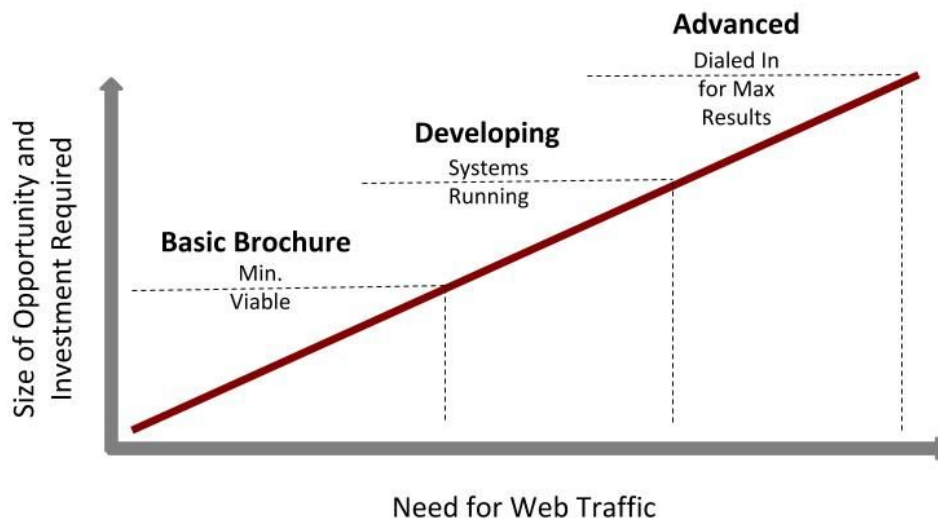 Advanced
Dialed In
for Max
Results
Developing
Systems
Running
Basic Brochure
Min.
Viable
Size of Opportunity and
Investment Required
Need for Web Traffic